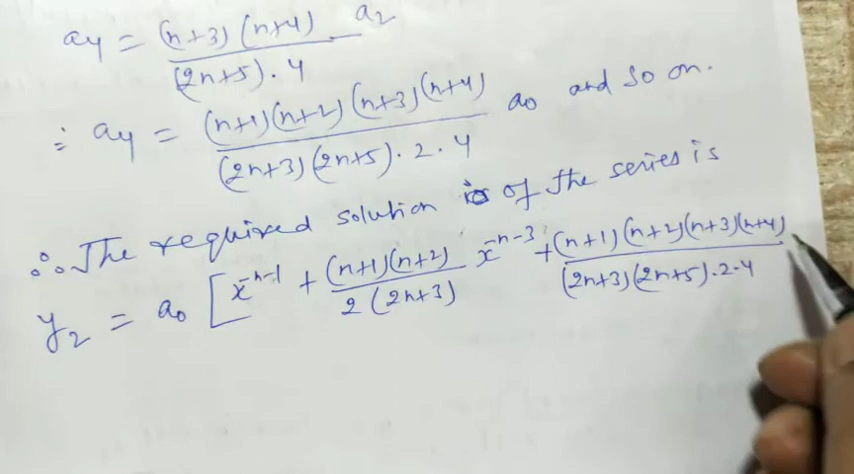 a4 = (n+3)(n+4) / (2n+5).4 a2
∴ a4 = (n+1)(n+2)(n+3)(n+4) / (2n+3)(2n+5).2.4 a0 and so on.
∴ The required solution of the series is
y2 = a0 [x^-n-1 + (n+1)(n+2) / 2(2n+3) x^-n-3 + (n+1)(n+2)(n+3)(n+4) / (2n+3)(2n+5).2.4